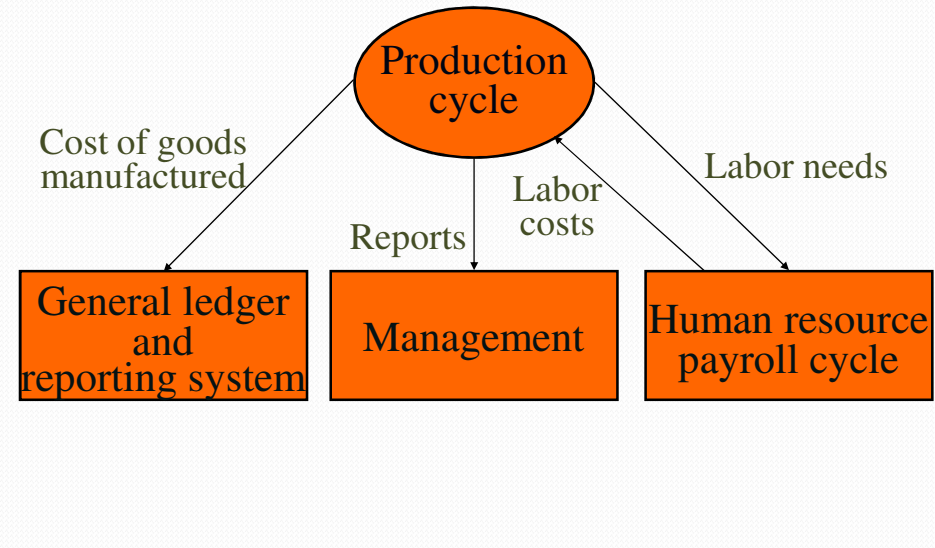 Production
cycle
Cost of goods
manufactured
Labor needs
Labor
costs
Reports
General ledger
and
reporting system
Management
Human resource
payroll cycle